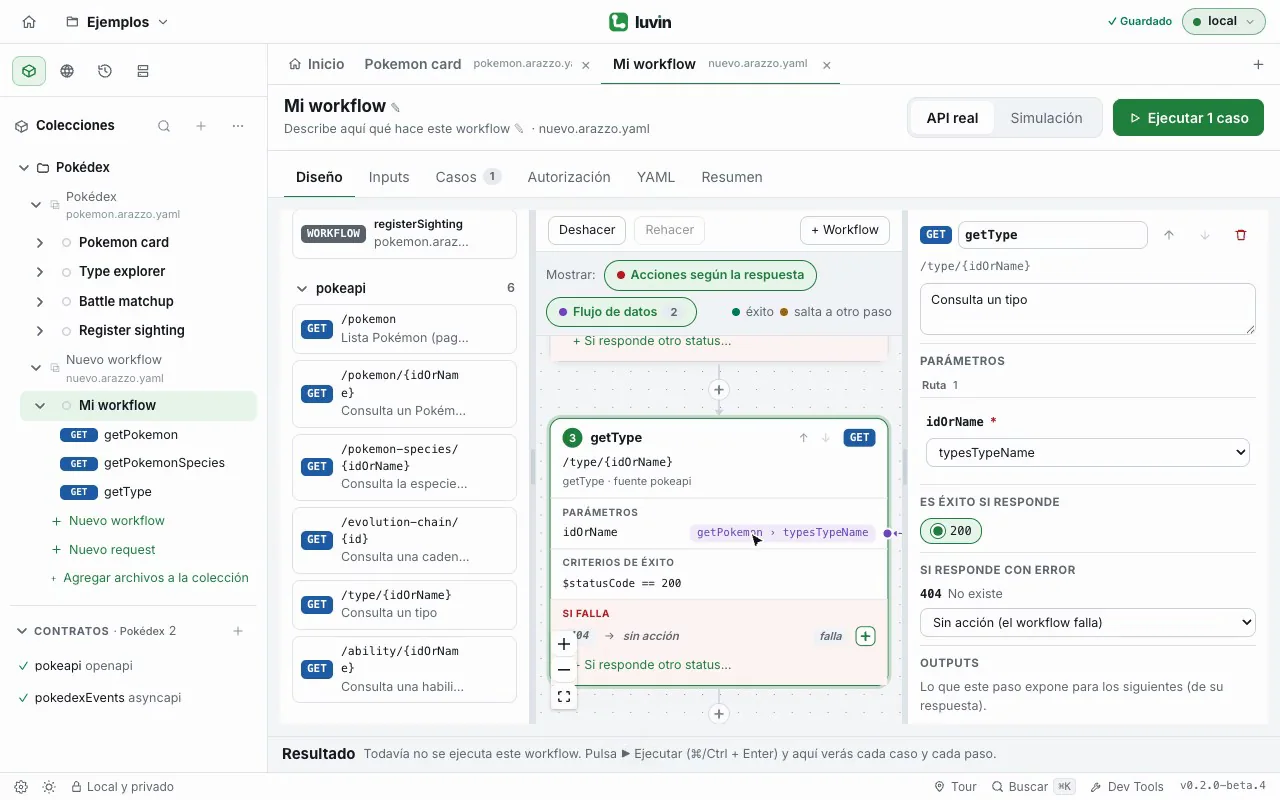 Ejemplos
luvin
Guardado
local
Colecciones
Pokédex
Pokédex
pokemon.arazzo.yaml
Pokemon card
Type explorer
Battle matchup
Register sighting
Nuevo workflow
nuevo.arazzo.yaml
Mi workflow
GET getPokemon
GET getPokemonSpecies
GET getType
+ Nuevo workflow
+ Nuevo request
+ Agregar archivos a la colección
CONTRATOS · Pokédex 2
pokeapi openapi
pokedexEvents asyncapi
Inicio
Pokemon card pokemon.arazzo.y
Mi workflow nuevo.arazzo.yaml
Mi workflow
Describe aquí qué hace este workflow · nuevo.arazzo.yaml
API real
Simulación
Ejecutar 1 caso
Diseño
Inputs
Casos 1
Autorización
YAML
Resumen
WORKFLOW registerSighting
pokemon.araz...
pokeapi 6
GET /pokemon
Lista Pokémon (pag...
GET /pokemon/{idOrNam
e}
Consulta un Pokém...
GET /pokemon-species/
{idOrName}
Consulta la especie...
GET /evolution-chain/
{id}
Consulta una caden...
GET /type/{idOrName}
Consulta un tipo
GET /ability/{idOrNam
e}
Consulta una habili...
Deshacer
Rehacer
+ Workflow
Mostrar:
Acciones según la respuesta
Flujo de datos 2
éxito
salta a otro paso
+ Si responde otro status...
3 getType GET
/type/{idOrName}
getType · fuente pokeapi
PARÁMETROS
idOrName getPokemon › typesTypeName
CRITERIOS DE ÉXITO
$statusCode == 200
SI FALLA
→ sin acción falla
Si responde otro status...
GET getType
/type/{idOrName}
Consulta un tipo
PARÁMETROS
Ruta 1
idOrName *
typesTypeName
ES ÉXITO SI RESPONDE
200
SI RESPONDE CON ERROR
404 No existe
Sin acción (el workflow falla)
OUTPUTS
Lo que este paso expone para los siguientes (de su
respuesta).
Resultado Todavía no se ejecuta este workflow. Pulsa ▶ Ejecutar (⌘/Ctrl + Enter) y aquí verás cada caso y cada paso.
Local y privado
Tour
Buscar ⌘K
Dev Tools
v0.2.0-beta.4